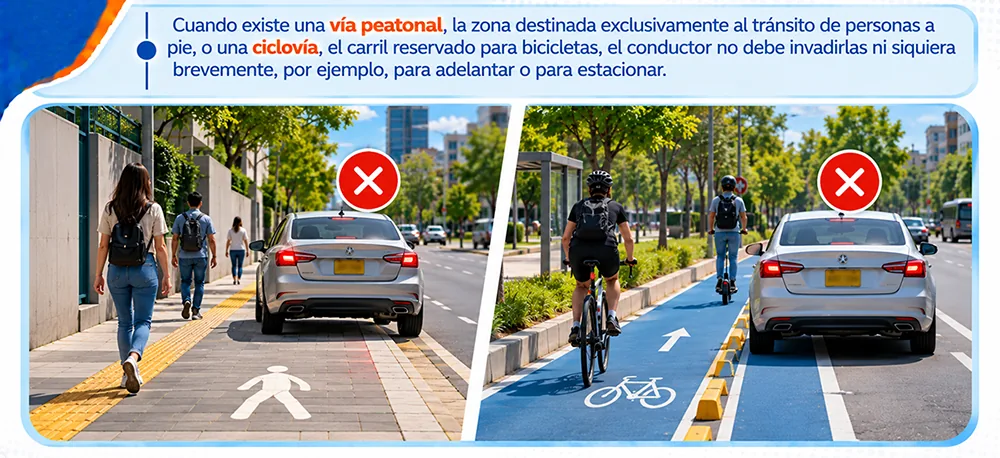 Cuando existe una vía peatonal, la zona destinada exclusivamente al tránsito de personas a
pie, o una ciclovía, el carril reservado para bicicletas, el conductor no debe invadirlas ni siquiera
brevemente, por ejemplo, para adelantar o para estacionar.